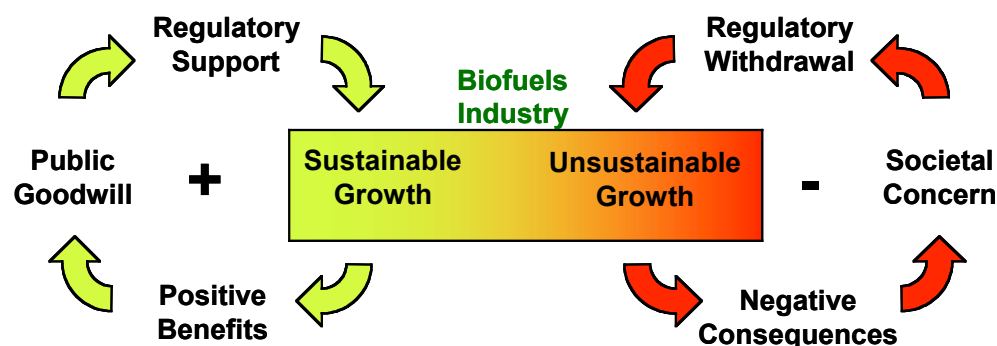 Regulatory
Support
Regulatory
Withdrawal
Biofuels
Industry
Public
Goodwill
+
Sustainable
Growth
Unsustainable
Growth
-
Societal
Concern
Positive
Benefits
Negative
Consequences